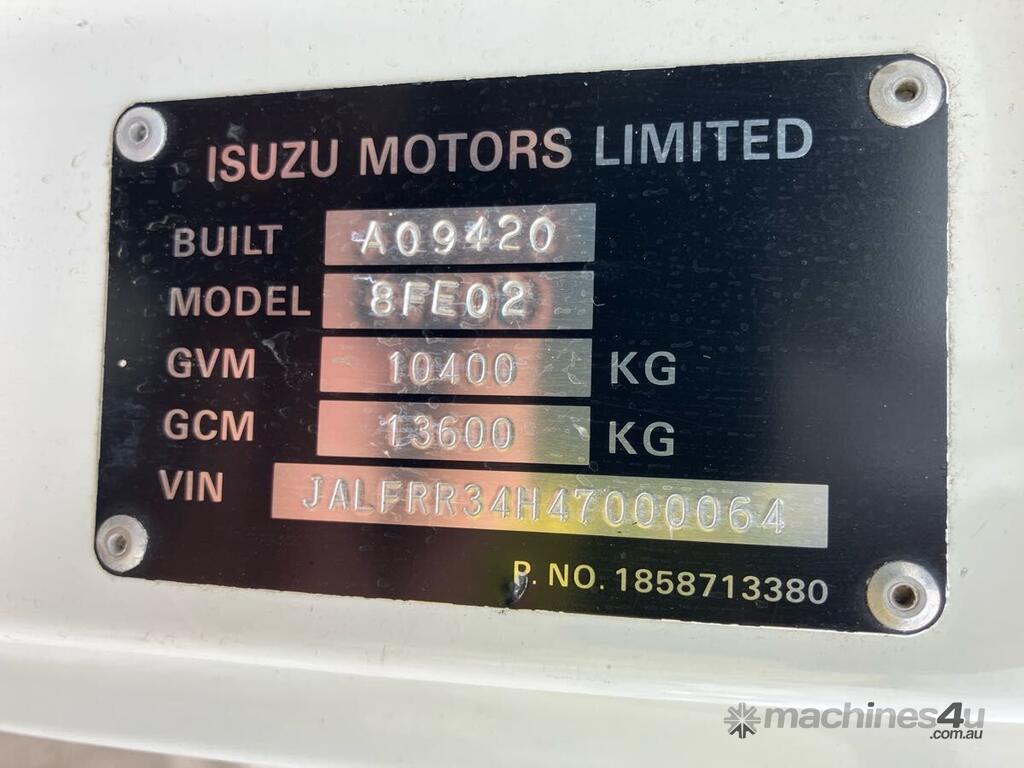 ISUZU MOTORS LIMITED
BUILT A09420
MODEL 8FE02
GVM 10400 KG
GCM 13600 KG
VIN JALFRR34H47000064
P. NO. 1858713380
machines4u
.com.au